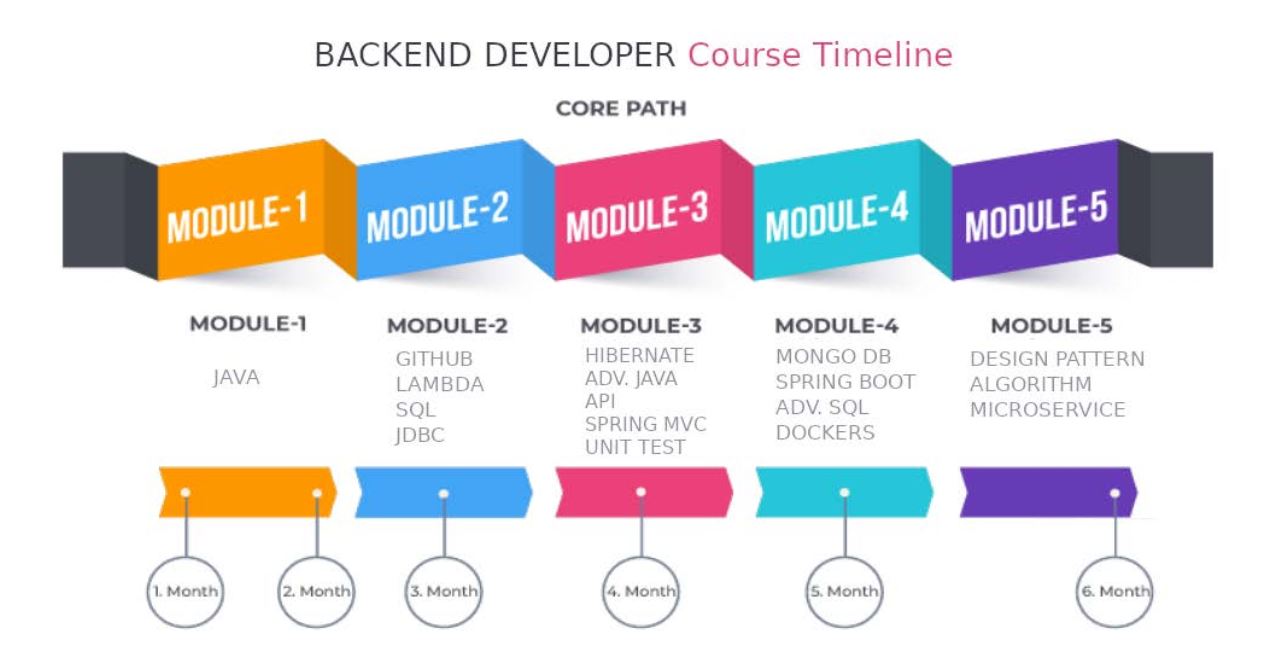 BACKEND DEVELOPER Course Timeline
CORE PATH
MODULE-1
MODULE-2
MODULE-3
MODULE-4
MODULE-5
MODULE-1
JAVA
MODULE-2
GITHUB
LAMBDA
SQL
JDBC
MODULE-3
HIBERNATE
ADV. JAVA
API
SPRING MVC
UNIT TEST
MODULE-4
MONGO DB
SPRING BOOT
ADV. SQL
DOCKERS
MODULE-5
DESIGN PATTERN
ALGORITHM
MICROSERVICE
1. Month
2. Month
3. Month
4. Month
5. Month
6. Month